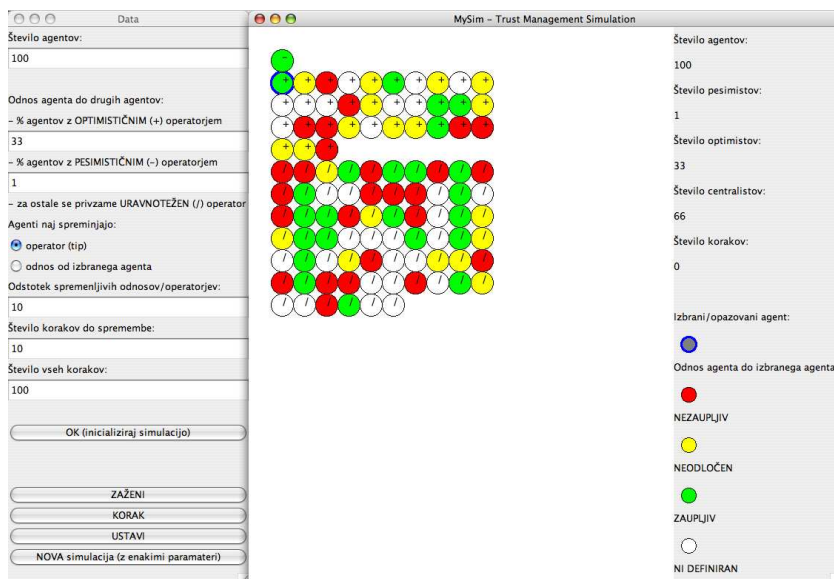 Data
Število agentov:
100
Odnos agenta do drugih agentov:
– % agentov z OPTIMISTIČNIM (+) operatorjem
33
– % agentov z PESIMISTIČNIM (–) operatorjem
1
– za ostale se privzame URAVNOTEŽEN (/) operator
Agenti naj spreminjajo:
operator (tip)
odnos od izbranega agenta
Odstotek spremenljivih odnosov/operatorjev:
10
Število korakov do spremembe:
10
Število vseh korakov:
100
OK (inicializiraj simulacijo)
ZAŽENI
KORAK
USTAVI
NOVA simulacija (z enakimi parameteri)
MySim – Trust Management Simulation
–
+ + + + + + + + + +
+ + + + + + + + + +
+ + + + + + + + + +
+ + +
/ / / / / / / / / /
/ / / / / / / / / /
/ / / / / / / / / /
/ / / / / / / / / /
/ / / / / / / / / /
/ / / / / / / / / /
/ / / / / /
Število agentov:
100
Število pesimistov:
1
Število optimistov:
33
Število centralistov:
66
Število korakov:
0
Izbrani/opazovani agent:
Odnos agenta do izbranega agenta
NEZAUPLJIV
NEODLOČEN
ZAUPLJIV
NI DEFINIRAN